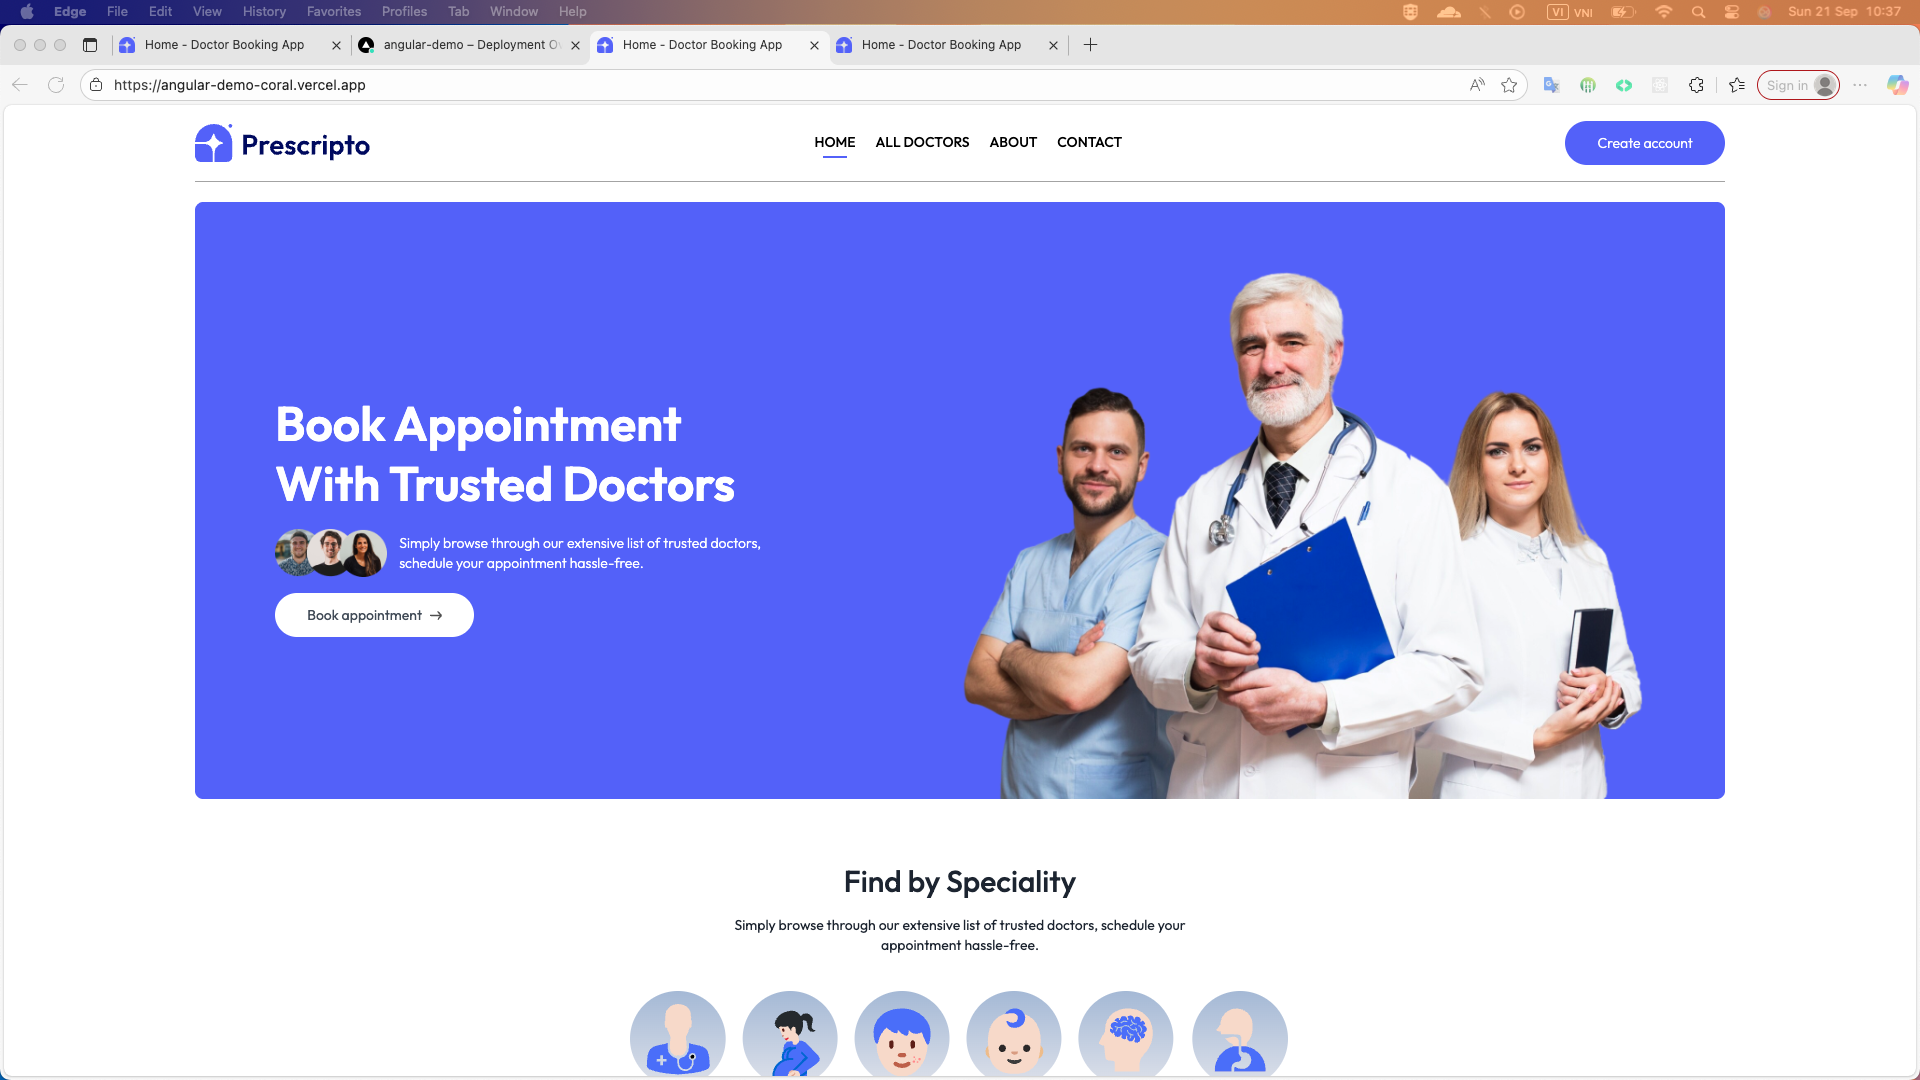 Edge File Edit View History Favorites Profiles Tab Window Help VI VNI Sun 21 Sep 10:37
Home - Doctor Booking App angular-demo – Deployment O Home - Doctor Booking App Home - Doctor Booking App
https://angular-demo-coral.vercel.app Sign in
Prescripto HOME ALL DOCTORS ABOUT CONTACT Create account
Book Appointment
With Trusted Doctors
Simply browse through our extensive list of trusted doctors,
schedule your appointment hassle-free.
Book appointment →
Find by Speciality
Simply browse through our extensive list of trusted doctors, schedule your
appointment hassle-free.